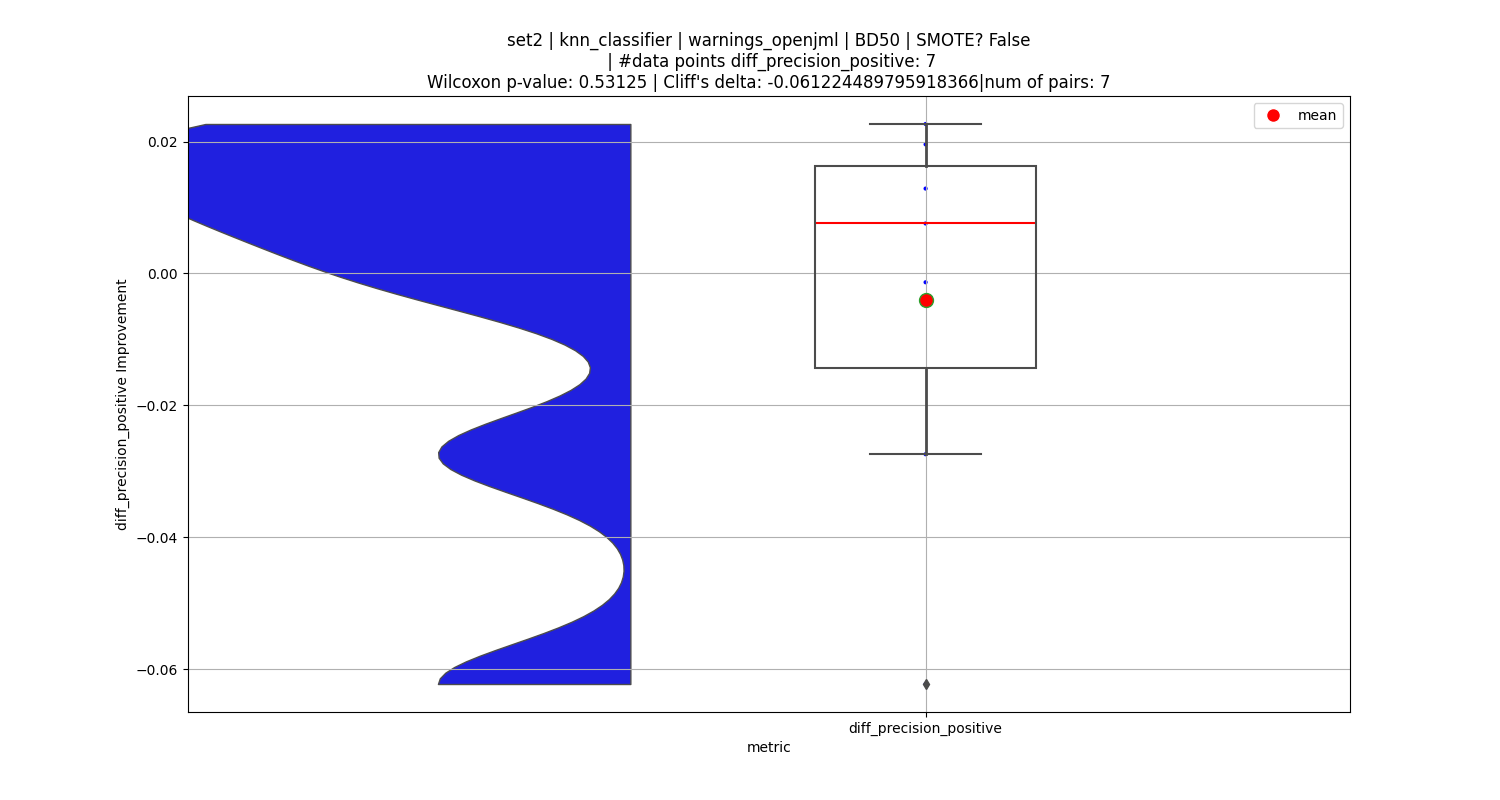 set2 | knn_classifier | warnings_openjml | BD50 | SMOTE? False
| #data points diff_precision_positive: 7
Wilcoxon p-value: 0.53125 | Cliff's delta: -0.061224489795918366|num of pairs: 7
mean
0.02
0.00
−0.02
−0.04
−0.06
diff_precision_positive Improvement
diff_precision_positive
metric